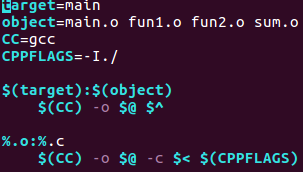 target=main
object=main.o fun1.o fun2.o sum.o
CC=gcc
CPPFLAGS=-I./
$(target):$(object)
$(CC) -o $@ $^
%.o:%.c
$(CC) -o $@ -c $< $(CPPFLAGS)